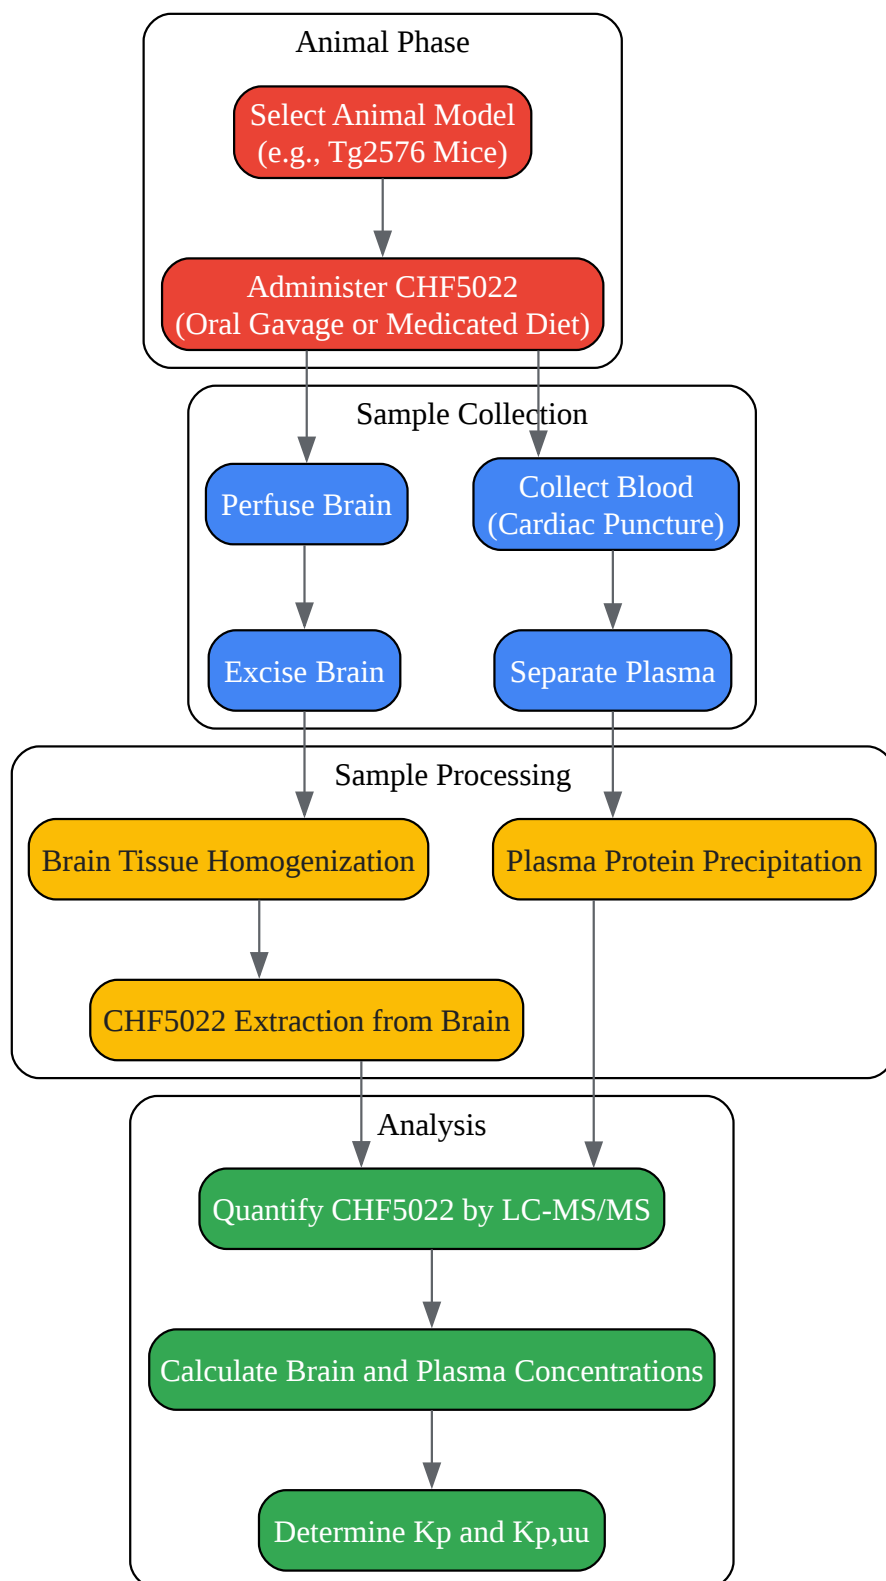 Animal Phase
Select Animal Model
(e.g., Tg2576 Mice)
Administer CHF5022
(Oral Gavage or Medicated Diet)
Sample Collection
Perfuse Brain
Collect Blood
(Cardiac Puncture)
Excise Brain
Separate Plasma
Sample Processing
Brain Tissue Homogenization
Plasma Protein Precipitation
CHF5022 Extraction from Brain
Analysis
Quantify CHF5022 by LC-MS/MS
Calculate Brain and Plasma Concentrations
Determine Kp and Kp,uu